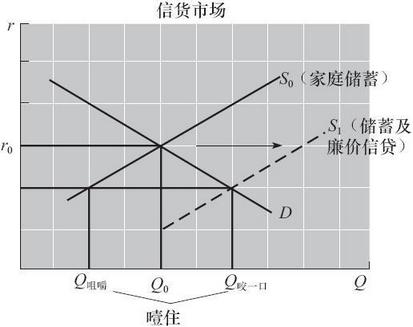 信货市场
r
S₀（家庭储蓄）
S₁（储蓄及
廉价信贷）
r₀
D
Q咀嚼 Q₀ Q咬一口 Q
噎住